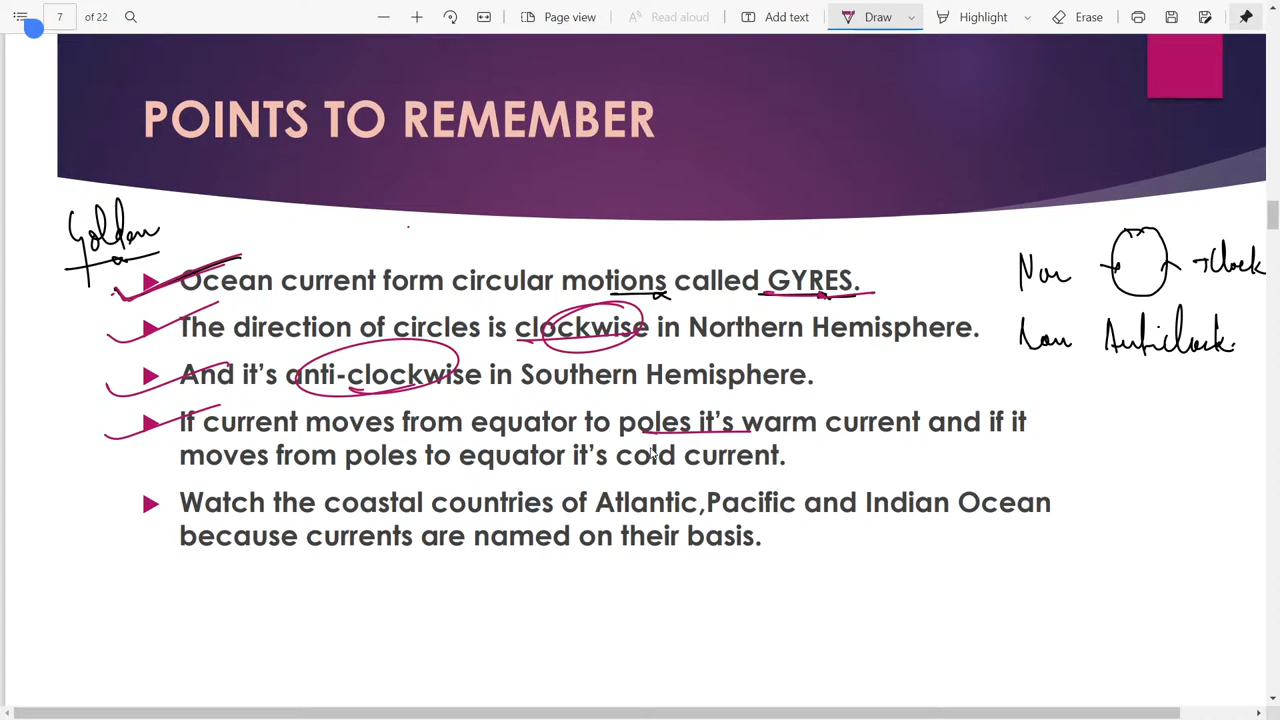 7 of 22 Page view Read aloud Add text Draw Highlight Erase
POINTS TO REMEMBER
Golden
Ocean current form circular motions called GYRES.
Nor →Clock
The direction of circles is clockwise in Northern Hemisphere.
Anticlock
And it's anti-clockwise in Southern Hemisphere.
If current moves from equator to poles it's warm current and if it
moves from poles to equator it's cold current.
Watch the coastal countries of Atlantic,Pacific and Indian Ocean
because currents are named on their basis.